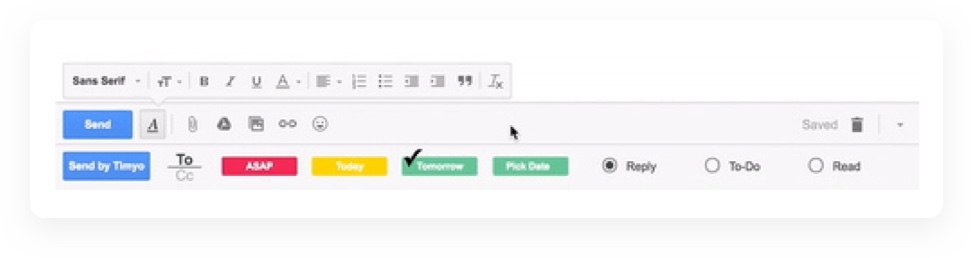 Sans Serif
Send Saved
To
Send by Timyo ASAP Today Tomorrow Pick Date Reply To-Do Read
Cc